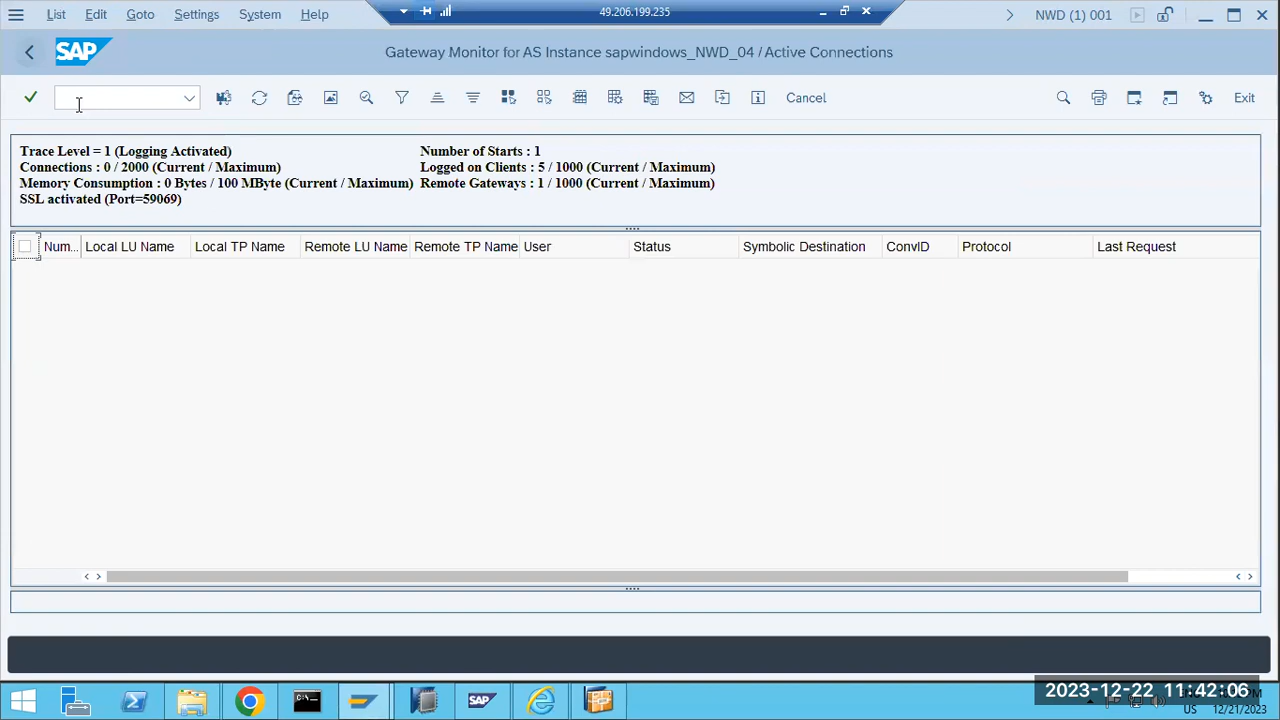 List Edit Goto Settings System Help 49.206.199.235 NWD (1) 001
SAP Gateway Monitor for AS Instance sapwindows_NWD_04 / Active Connections
Cancel Exit
Trace Level = 1 (Logging Activated) Number of Starts : 1
Connections : 0 / 2000 (Current / Maximum) Logged on Clients : 5 / 1000 (Current / Maximum)
Memory Consumption : 0 Bytes / 100 MByte (Current / Maximum) Remote Gateways : 1 / 1000 (Current / Maximum)
SSL activated (Port=59069)
Num... Local LU Name Local TP Name Remote LU Name Remote TP Name User Status Symbolic Destination ConvID Protocol Last Request
SAP
2023-12-22 11:42:06
US 12/21/2023